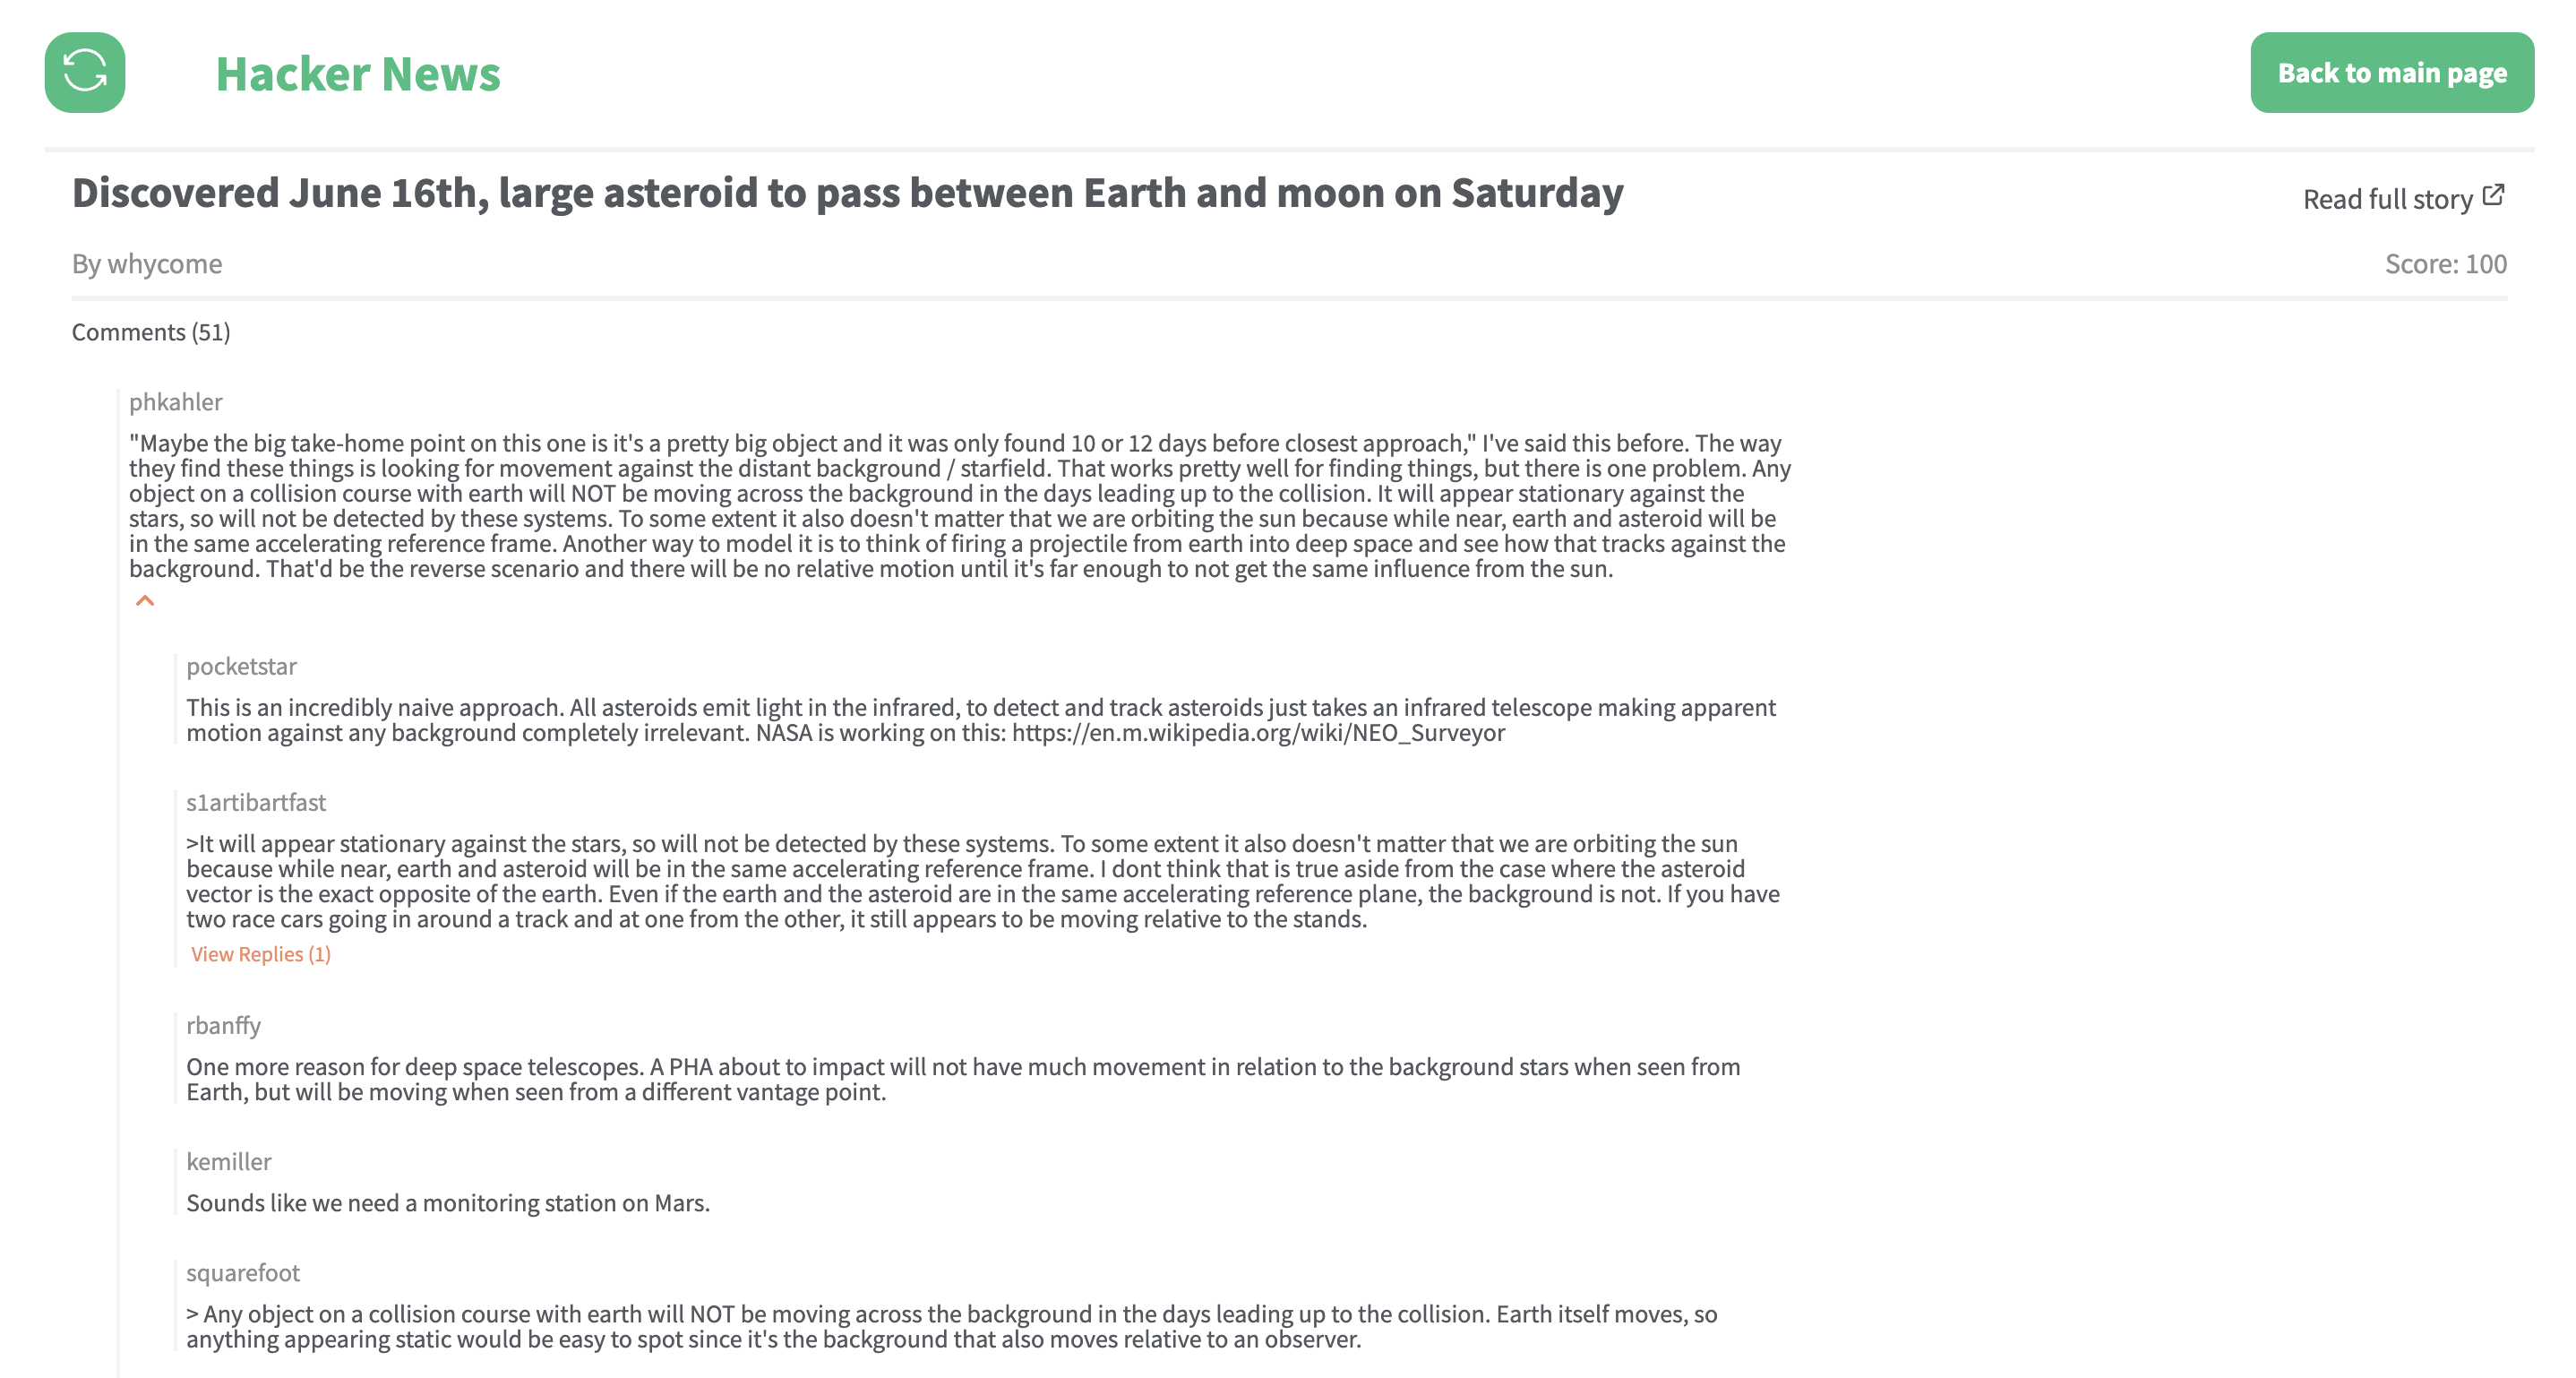 Hacker News
Back to main page
Discovered June 16th, large asteroid to pass between Earth and moon on Saturday
Read full story
By whycome
Score: 100
Comments (51)
phkahler
"Maybe the big take-home point on this one is it's a pretty big object and it was only found 10 or 12 days before closest approach," I've said this before. The way
they find these things is looking for movement against the distant background / starfield. That works pretty well for finding things, but there is one problem. Any
object on a collision course with earth will NOT be moving across the background in the days leading up to the collision. It will appear stationary against the
stars, so will not be detected by these systems. To some extent it also doesn't matter that we are orbiting the sun because while near, earth and asteroid will be
in the same accelerating reference frame. Another way to model it is to think of firing a projectile from earth into deep space and see how that tracks against the
background. That'd be the reverse scenario and there will be no relative motion until it's far enough to not get the same influence from the sun.
pocketstar
This is an incredibly naive approach. All asteroids emit light in the infrared, to detect and track asteroids just takes an infrared telescope making apparent
motion against any background completely irrelevant. NASA is working on this: https://en.m.wikipedia.org/wiki/NEO_Surveyor
s1artibartfast
>It will appear stationary against the stars, so will not be detected by these systems. To some extent it also doesn't matter that we are orbiting the sun
because while near, earth and asteroid will be in the same accelerating reference frame. I dont think that is true aside from the case where the asteroid
vector is the exact opposite of the earth. Even if the earth and the asteroid are in the same accelerating reference plane, the background is not. If you have
two race cars going in around a track and at one from the other, it still appears to be moving relative to the stands.
View Replies (1)
rbanffy
One more reason for deep space telescopes. A PHA about to impact will not have much movement in relation to the background stars when seen from
Earth, but will be moving when seen from a different vantage point.
kemiller
Sounds like we need a monitoring station on Mars.
squarefoot
> Any object on a collision course with earth will NOT be moving across the background in the days leading up to the collision. Earth itself moves, so
anything appearing static would be easy to spot since it's the background that also moves relative to an observer.